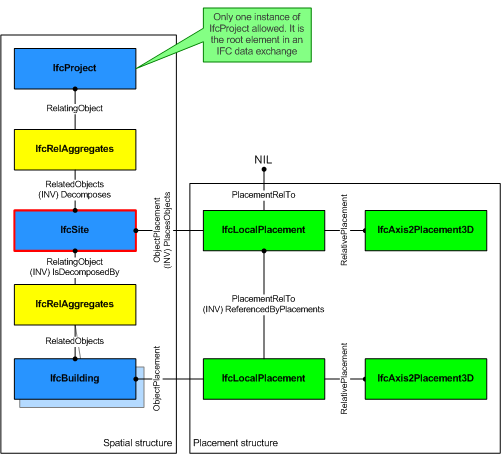 Only one instance of
IfcProject allowed. It is
the root element in an
IFC data exchange
IfcProject
RelatingObject
IfcRelAggregates
RelatedObjects
(INV) Decomposes
IfcSite
RelatingObject
(INV) IsDecomposedBy
IfcRelAggregates
RelatedObjects
IfcBuilding
Spatial structure
ObjectPlacement
(INV) PlacesObjects
ObjectPlacement
NIL
PlacementRelTo
IfcLocalPlacement
RelativePlacement
IfcAxis2Placement3D
PlacementRelTo
(INV) ReferencedByPlacements
IfcLocalPlacement
RelativePlacement
IfcAxis2Placement3D
Placement structure